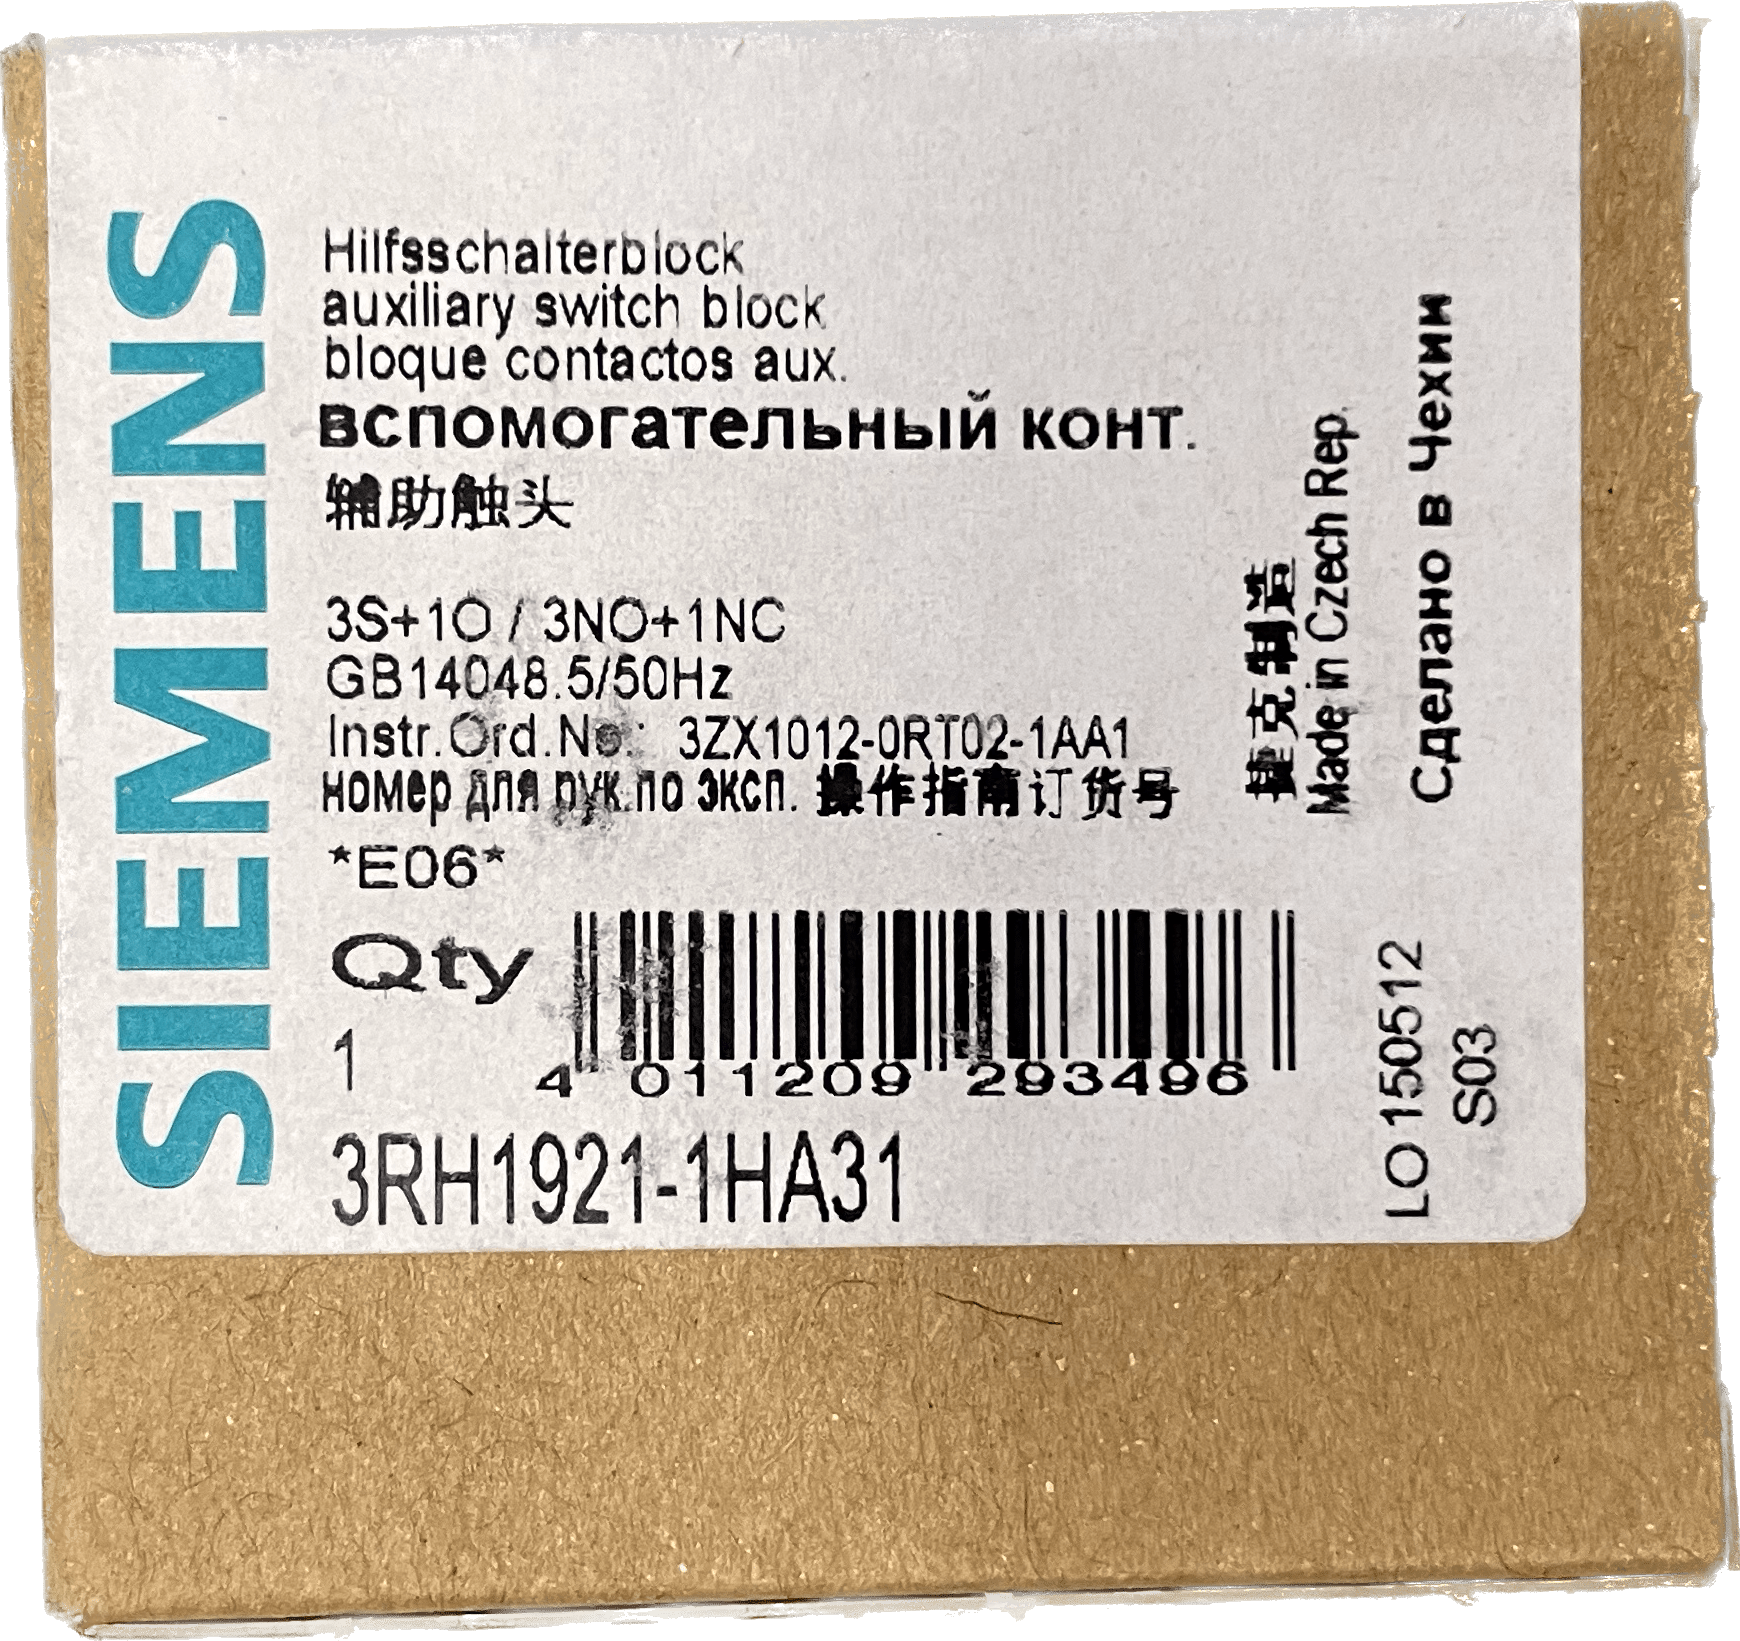 SIEMENS
Hilfsschalterblock
auxiliary switch block
bloque contactos aux.
вспомогательный конт.
辅助触头
3S+1O / 3NO+1NC
GB14048.5/50Hz
Instr.Ord.No.: 3ZX1012-0RT02-1AA1
номер для рук.по эксп. 操作指南订货号
*E06*
Qty
1
4 011209 293496
3RH1921-1HA31
捷克制造
Made in Czech Rep.
Сделано в Чехии
LO 150512
S03